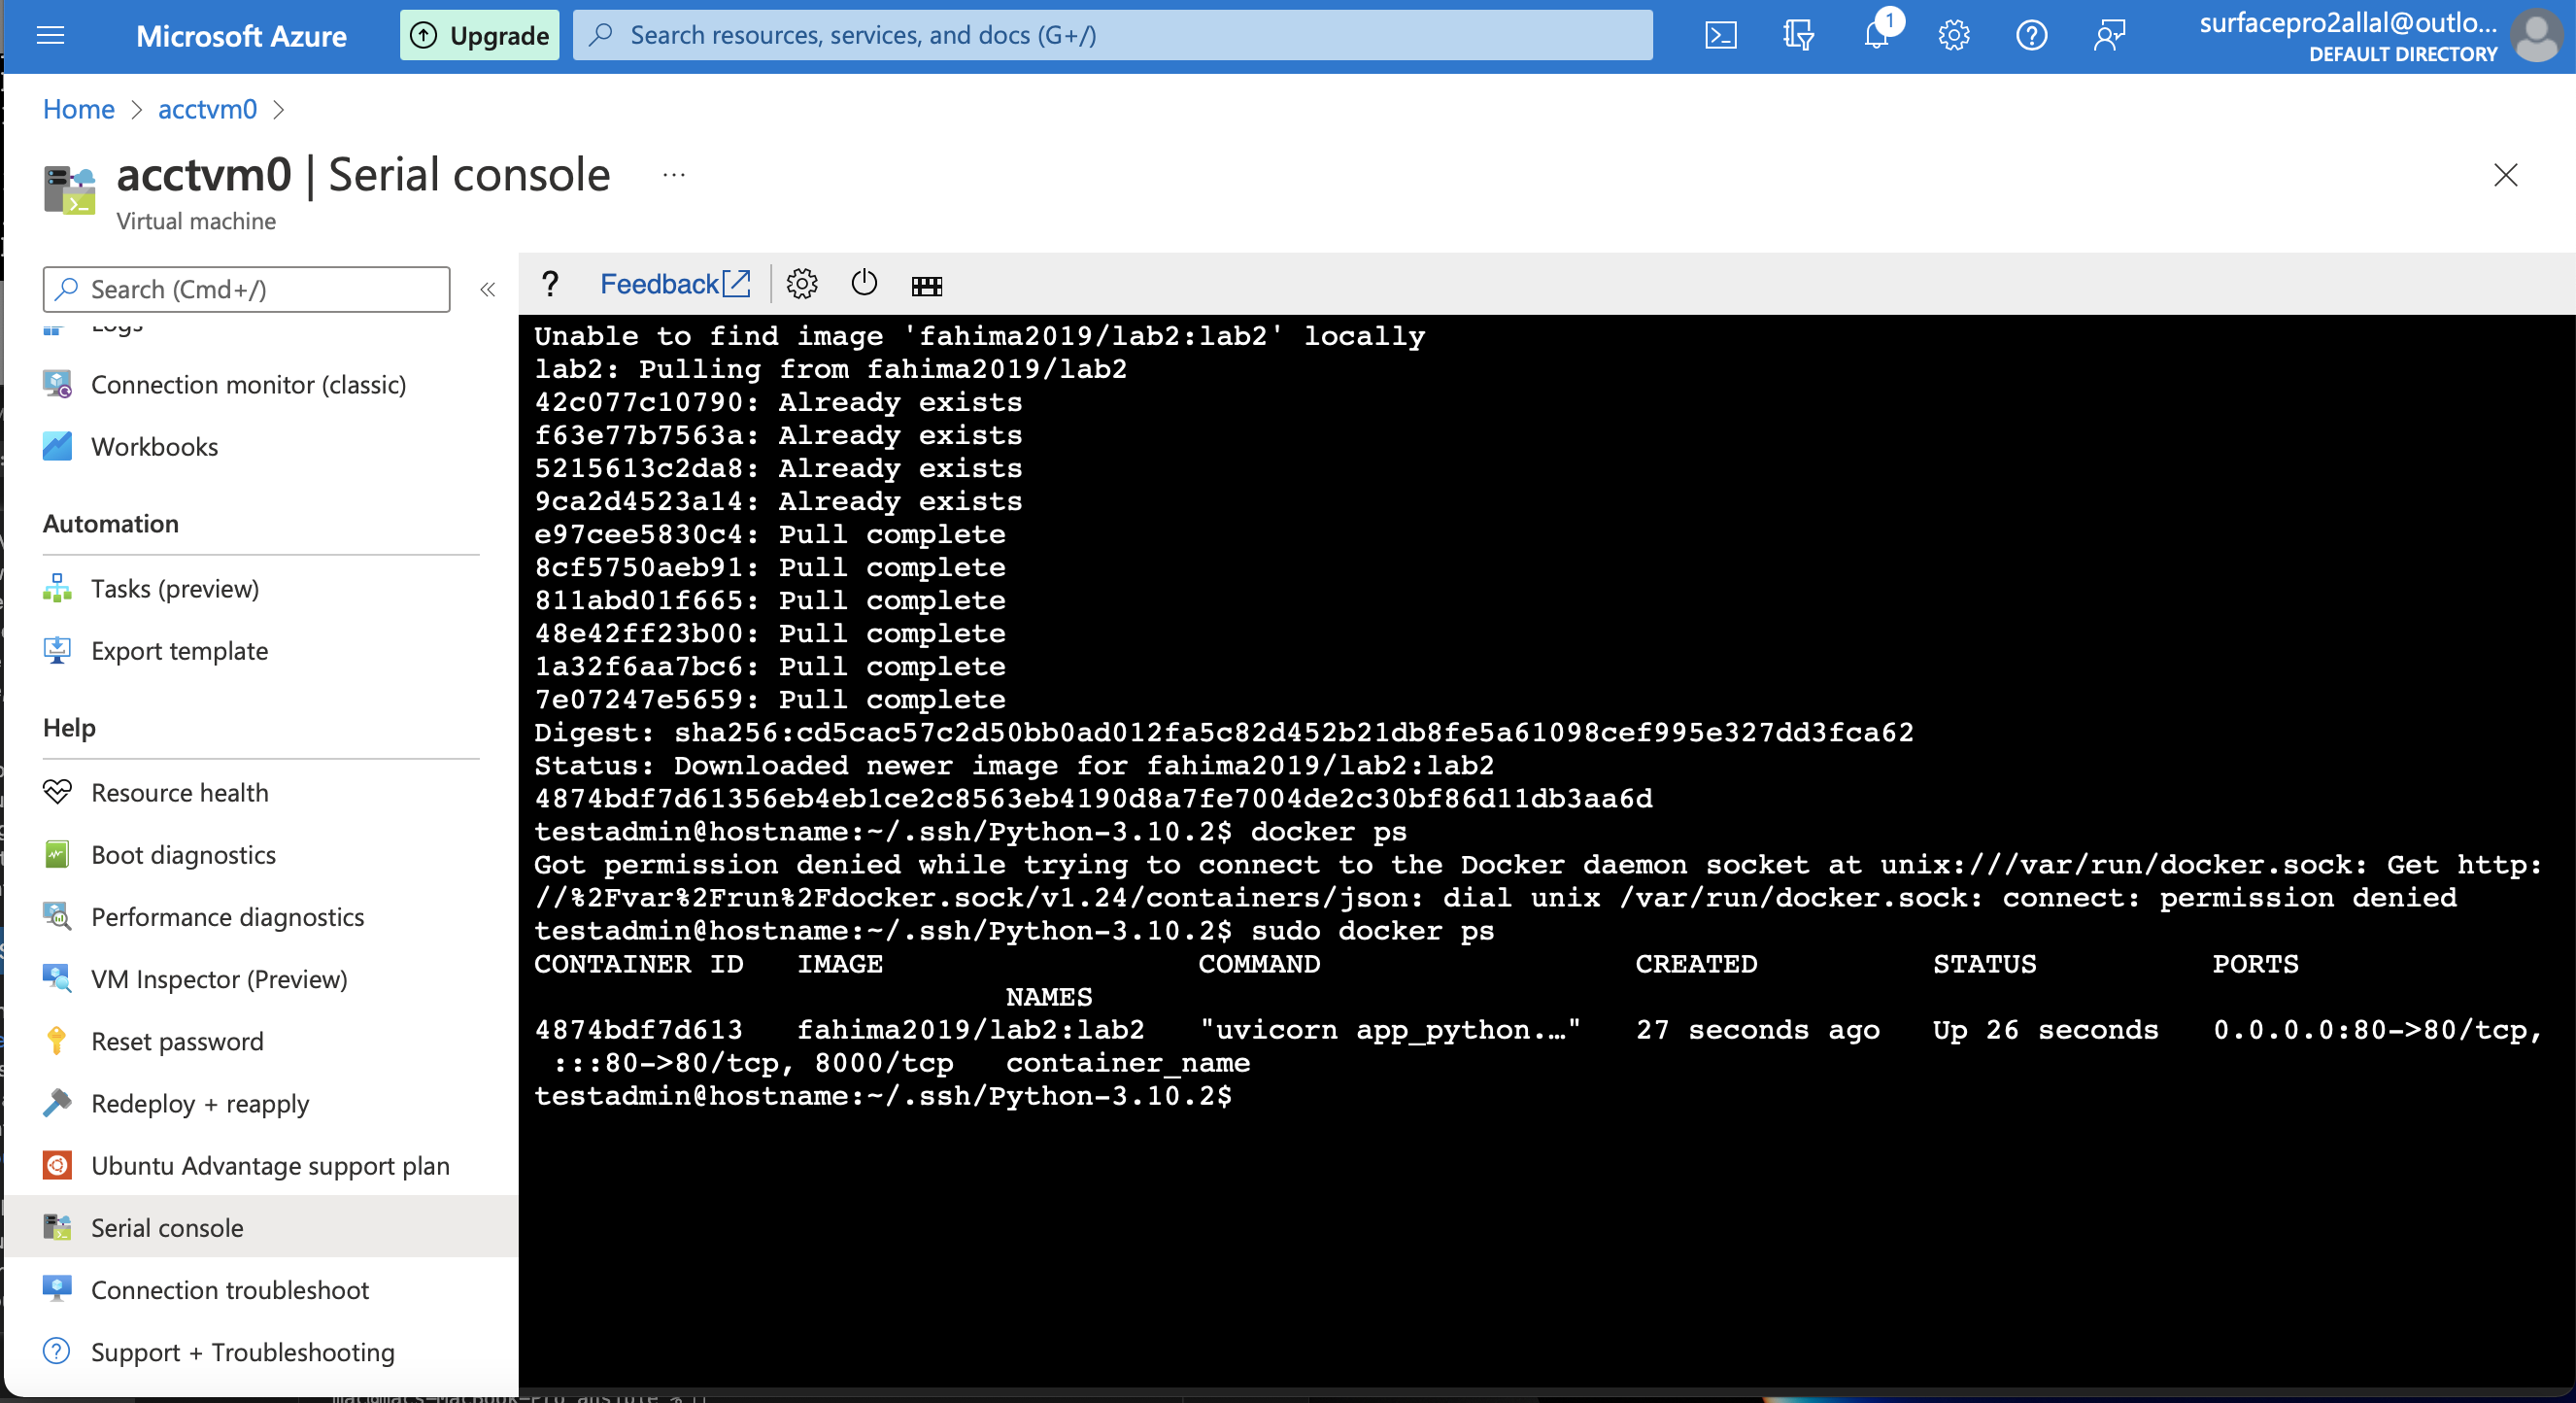 Microsoft Azure
Upgrade
Search resources, services, and docs (G+/)
1
surfacepro2allal@outlo...
DEFAULT DIRECTORY
Home > acctvm0 >
acctvm0 | Serial console ...
Virtual machine
Search (Cmd+/)
«
? Feedback
Logs
Connection monitor (classic)
Workbooks
Automation
Tasks (preview)
Export template
Help
Resource health
Boot diagnostics
Performance diagnostics
VM Inspector (Preview)
Reset password
Redeploy + reapply
Ubuntu Advantage support plan
Serial console
Connection troubleshoot
Support + Troubleshooting
Unable to find image 'fahima2019/lab2:lab2' locally
lab2: Pulling from fahima2019/lab2
42c077c10790: Already exists
f63e77b7563a: Already exists
5215613c2da8: Already exists
9ca2d4523a14: Already exists
e97cee5830c4: Pull complete
8cf5750aeb91: Pull complete
811abd01f665: Pull complete
48e42ff23b00: Pull complete
1a32f6aa7bc6: Pull complete
7e07247e5659: Pull complete
Digest: sha256:cd5cac57c2d50bb0ad012fa5c82d452b21db8fe5a61098cef995e327dd3fca62
Status: Downloaded newer image for fahima2019/lab2:lab2
4874bdf7d61356eb4eb1ce2c8563eb4190d8a7fe7004de2c30bf86d11db3aa6d
testadmin@hostname:~/.ssh/Python-3.10.2$ docker ps
Got permission denied while trying to connect to the Docker daemon socket at unix:///var/run/docker.sock: Get http:
//%2Fvar%2Frun%2Fdocker.sock/v1.24/containers/json: dial unix /var/run/docker.sock: connect: permission denied
testadmin@hostname:~/.ssh/Python-3.10.2$ sudo docker ps
CONTAINER ID IMAGE COMMAND CREATED STATUS PORTS
NAMES
4874bdf7d613 fahima2019/lab2:lab2 "uvicorn app_python.…" 27 seconds ago Up 26 seconds 0.0.0.0:80->80/tcp,
:::80->80/tcp, 8000/tcp container_name
testadmin@hostname:~/.ssh/Python-3.10.2$